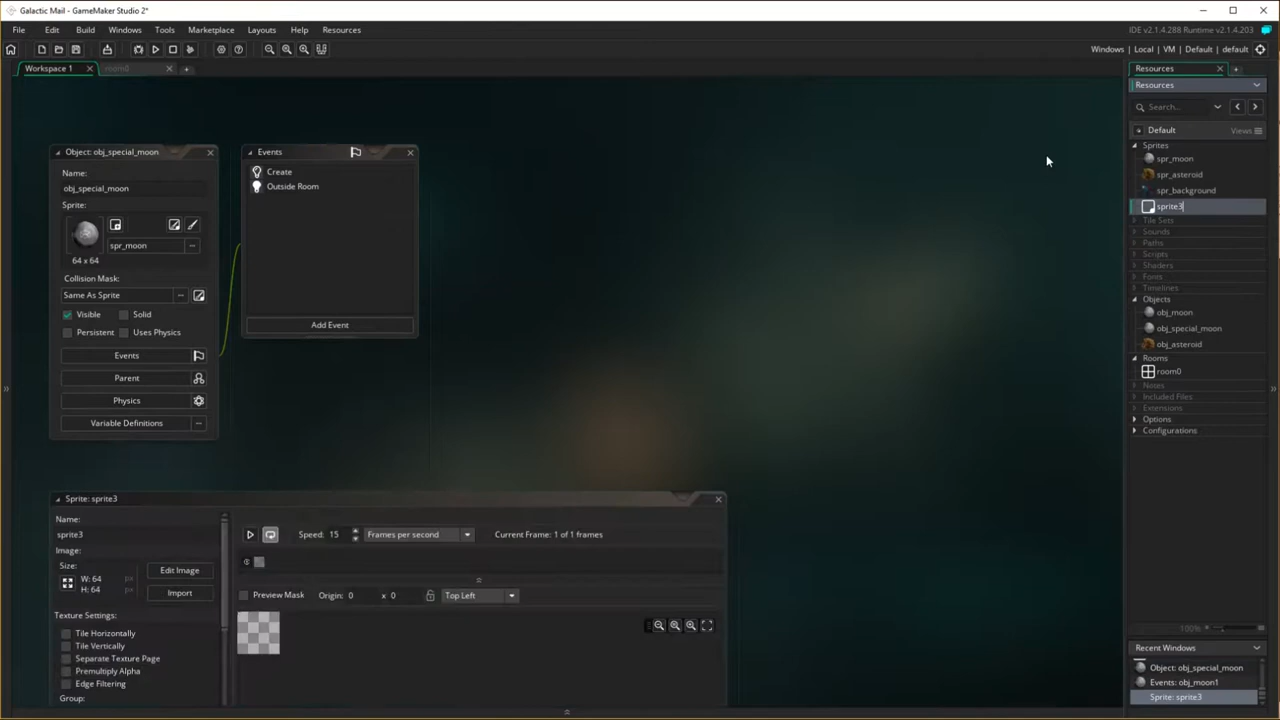 Galactic Mail - GameMaker Studio 2*
File Edit Build Windows Tools Marketplace Layouts Help Resources
IDE v2.1.4.288 Runtime v2.1.4.203
Windows | Local | VM | Default | default
Workspace 1
room0
Resources
Resources
Search...
Default
Views
Sprites
spr_moon
spr_asteroid
spr_background
sprite3
Tile Sets
Sounds
Paths
Scripts
Shaders
Fonts
Timelines
Objects
obj_moon
obj_special_moon
obj_asteroid
Rooms
room0
Notes
Included Files
Extensions
Options
Configurations
100%
Recent Windows
Object: obj_special_moon
Events: obj_moon1
Sprite: sprite3
Object: obj_special_moon
Name:
obj_special_moon
Sprite:
spr_moon
64 x 64
Collision Mask:
Same As Sprite
Visible
Solid
Persistent
Uses Physics
Events
Parent
Physics
Variable Definitions
Events
Create
Outside Room
Add Event
Sprite: sprite3
Name:
sprite3
Image:
Size:
W: 64 px
H: 64 px
Edit Image
Import
Texture Settings:
Tile Horizontally
Tile Vertically
Separate Texture Page
Premultiply Alpha
Edge Filtering
Group:
Speed: 15 Frames per second
Current Frame: 1 of 1 frames
Preview Mask
Origin: 0 x 0
Top Left